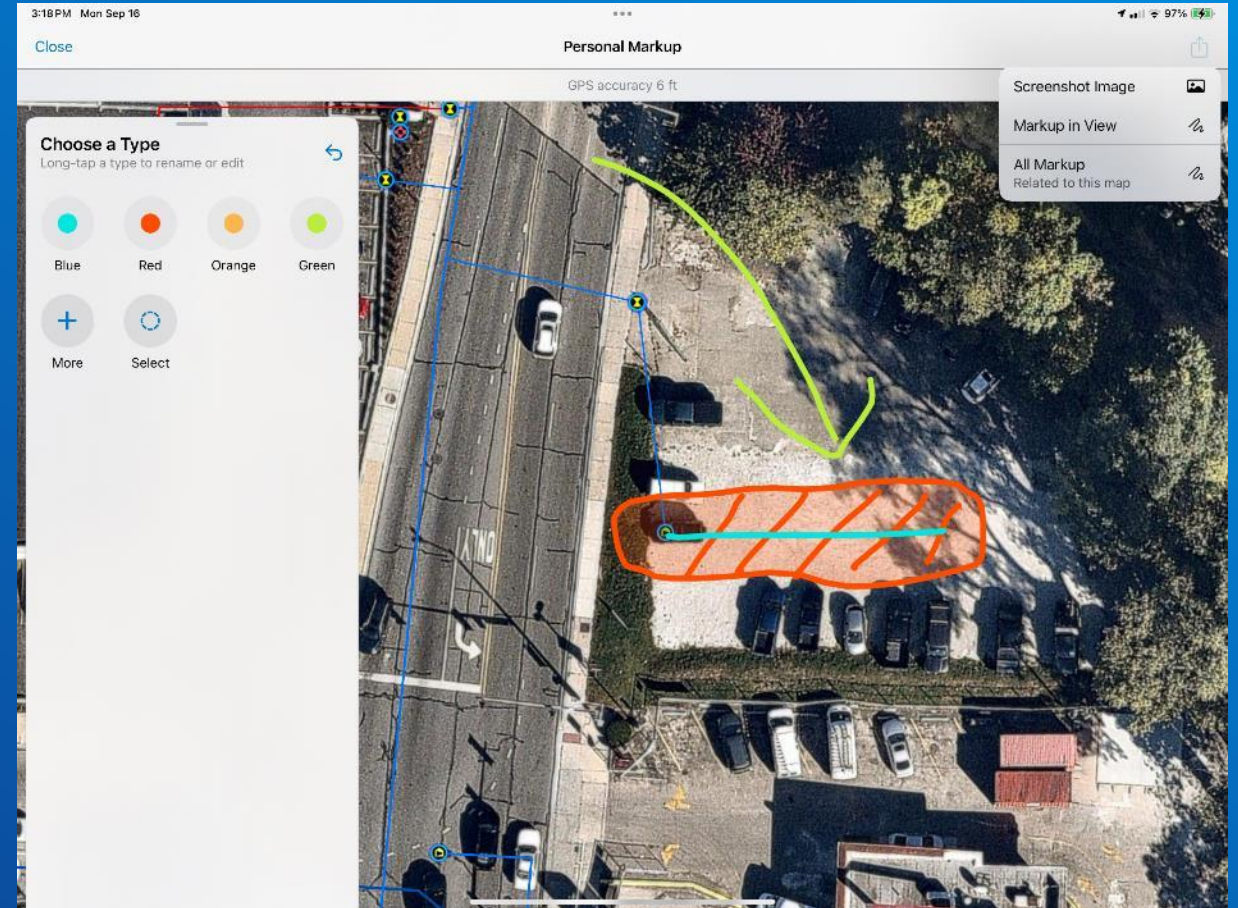 3:18 PM Mon Sep 16
97%
Close
Personal Markup
GPS accuracy 6 ft
Screenshot Image
Markup in View
All Markup
Related to this map
Choose a Type
Long-tap a type to rename or edit
Blue
Red
Orange
Green
More
Select
ONLY